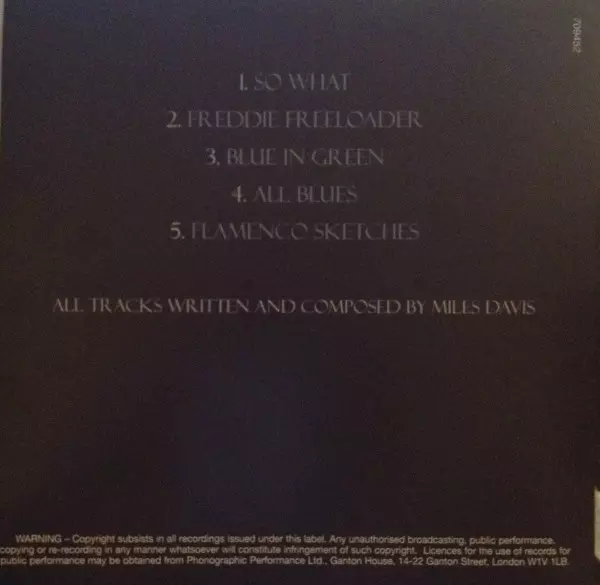 709452
1. SO WHAT
2. FREDDIE FREELOADER
3. BLUE IN GREEN
4. ALL BLUES
5. FLAMENCO SKETCHES
ALL TRACKS WRITTEN AND COMPOSED BY MILES DAVIS
WARNING – Copyright subsists in all recordings issued under this label. Any unauthorised broadcasting, public performance,
copying or re-recording in any manner whatsoever will constitute infringement of such copyright. Licences for the use of records for
public performance may be obtained from Phonographic Performance Ltd., Ganton House, 14-22 Ganton Street, London W1V 1LB.